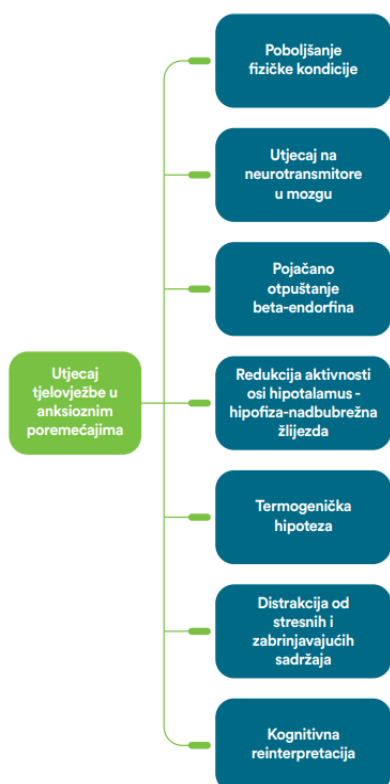 Poboljšanje
fizičke kondicije
Utjecaj na
neurotransmitore
u mozgu
Pojačano
otpuštanje
beta-endorfina
Utjecaj
tjelovježbe u
anksioznim
poremećajima
Redukcija aktivnosti
osi hipotalamus -
hipofiza-nadbubrežna
žlijezda
Termogenička
hipoteza
Distrakcija od
stresnih i
zabrinjavajućih
sadržaja
Kognitivna
reinterpretacija